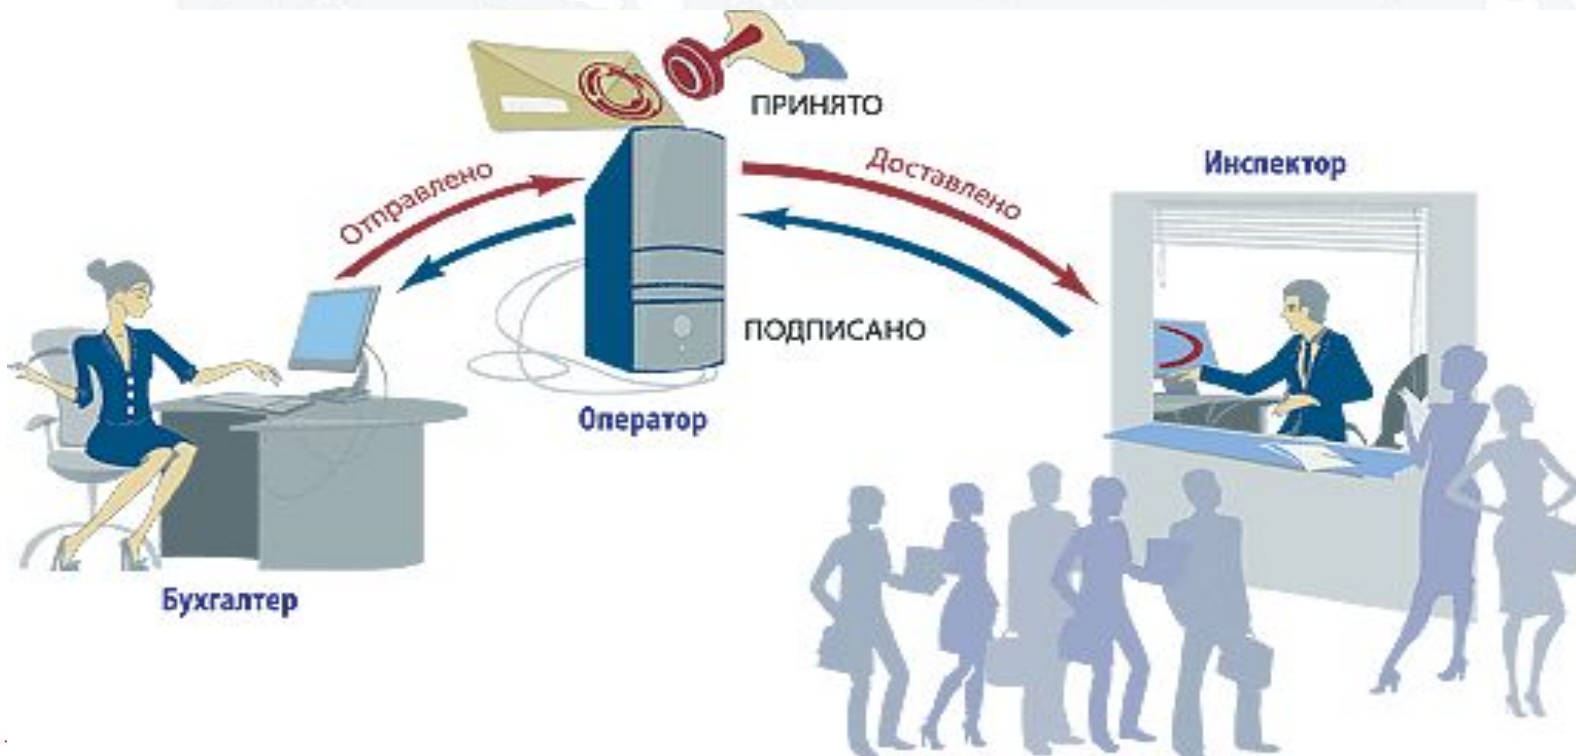 ПРИНЯТО
Отправлено
Доставлено
Инспектор
ПОДПИСАНО
Оператор
Бухгалтер